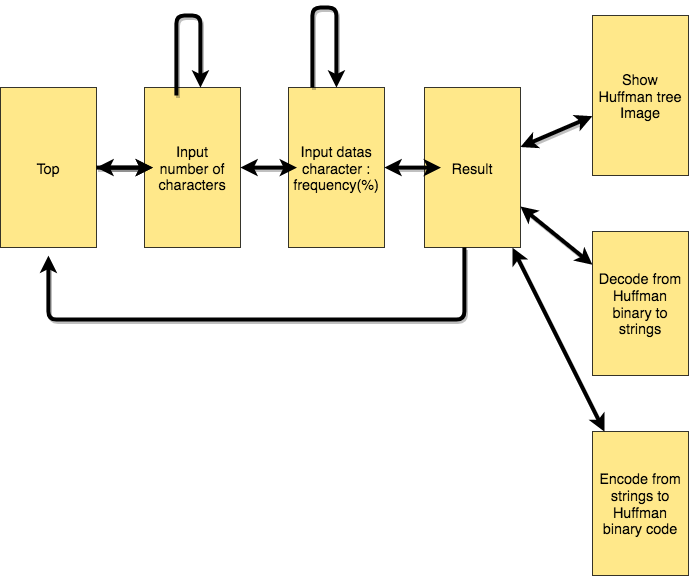 Top
Input
number of
characters
Input datas
character :
frequency(%)
Result
Show
Huffman tree
Image
Decode from
Huffman
binary to
strings
Encode from
strings to
Huffman
binary code